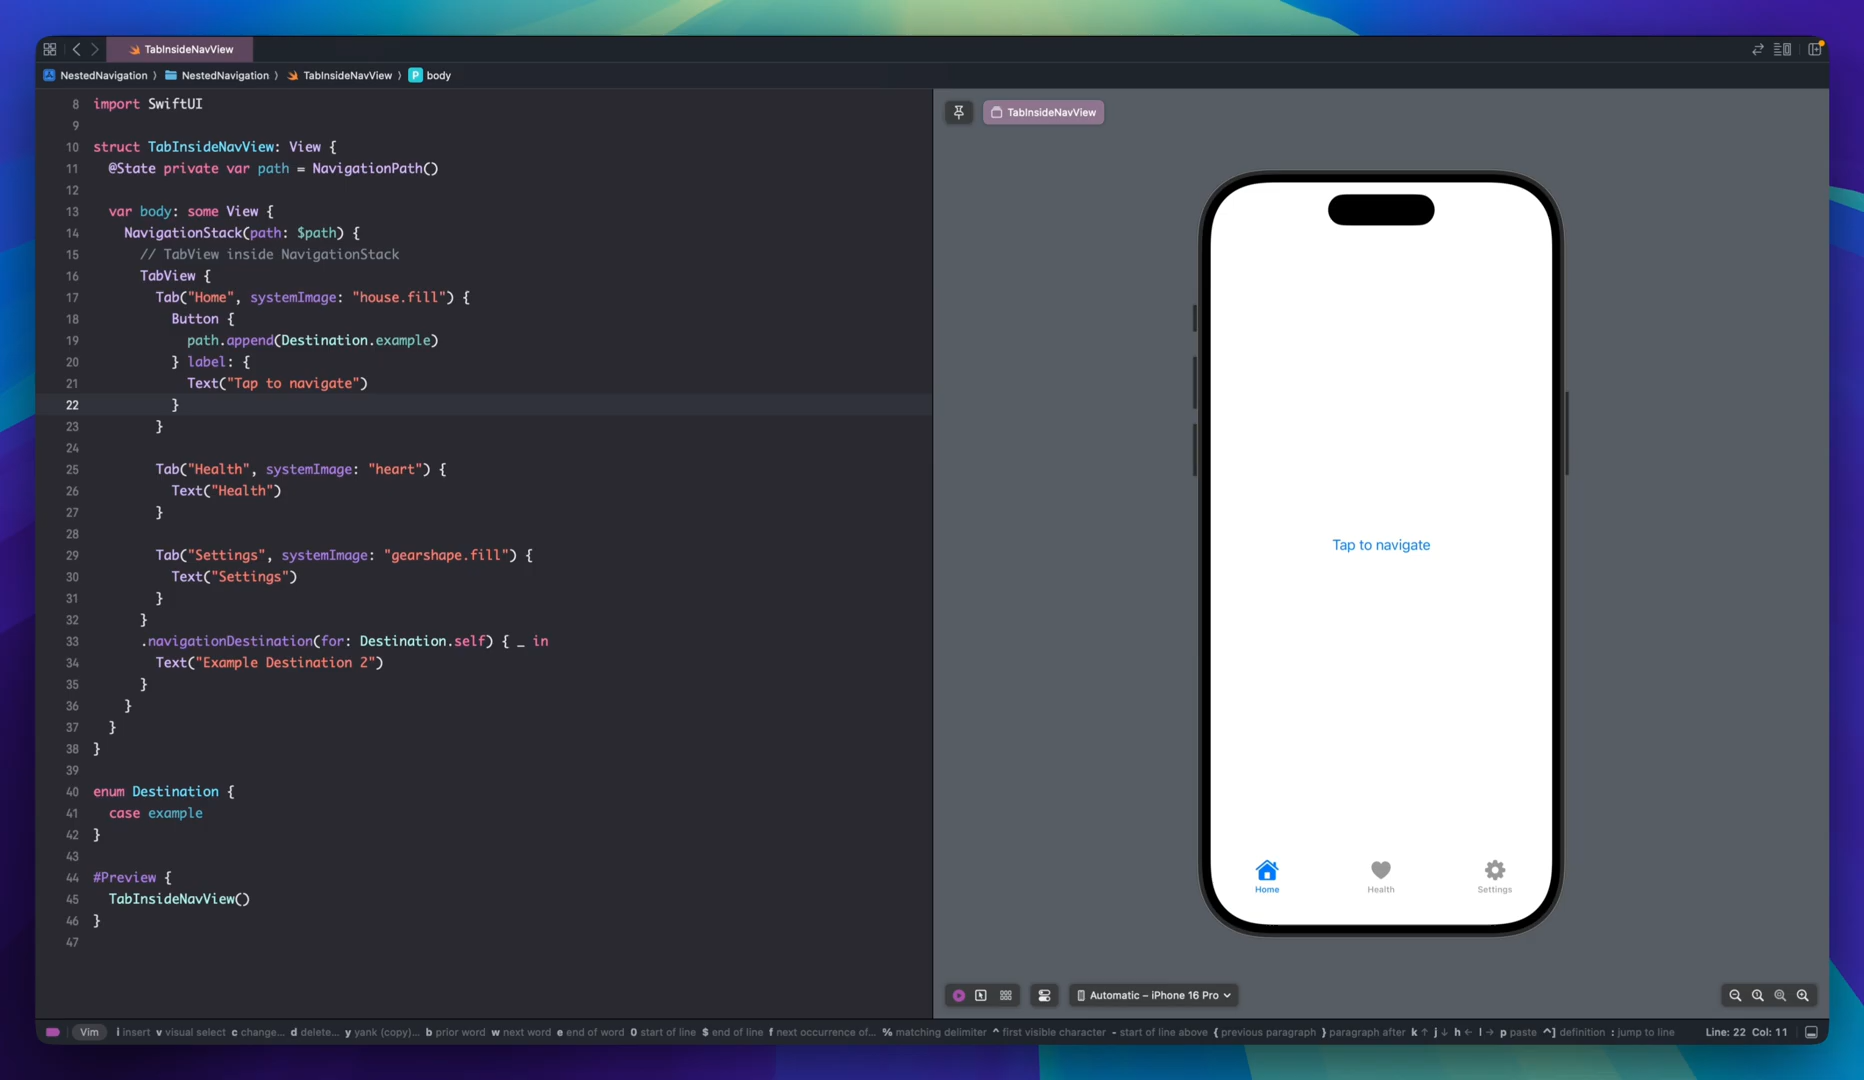 TabInsideNavView
NestedNavigation 〉 NestedNavigation 〉 TabInsideNavView 〉 P body
8 import SwiftUI
9
10 struct TabInsideNavView: View {
11   @State private var path = NavigationPath()
12
13   var body: some View {
14     NavigationStack(path: $path) {
15       // TabView inside NavigationStack
16       TabView {
17         Tab("Home", systemImage: "house.fill") {
18           Button {
19             path.append(Destination.example)
20           } label: {
21             Text("Tap to navigate")
22           }
23         }
24
25         Tab("Health", systemImage: "heart") {
26           Text("Health")
27         }
28
29         Tab("Settings", systemImage: "gearshape.fill") {
30           Text("Settings")
31         }
32       }
33       .navigationDestination(for: Destination.self) { _ in
34         Text("Example Destination 2")
35       }
36     }
37   }
38 }
39
40 enum Destination {
41   case example
42 }
43
44 #Preview {
45   TabInsideNavView()
46 }
47
TabInsideNavView
Tap to navigate
Home Health Settings
Automatic – iPhone 16 Pro
Vim i insert v visual select c change... d delete... y yank (copy)... b prior word w next word e end of word 0 start of line $ end of line f next occurrence of... % matching delimiter ^ first visible character - start of line above { previous paragraph } paragraph after k ↑ j ↓ h ← l → p paste ^] definition : jump to line Line: 22 Col: 11